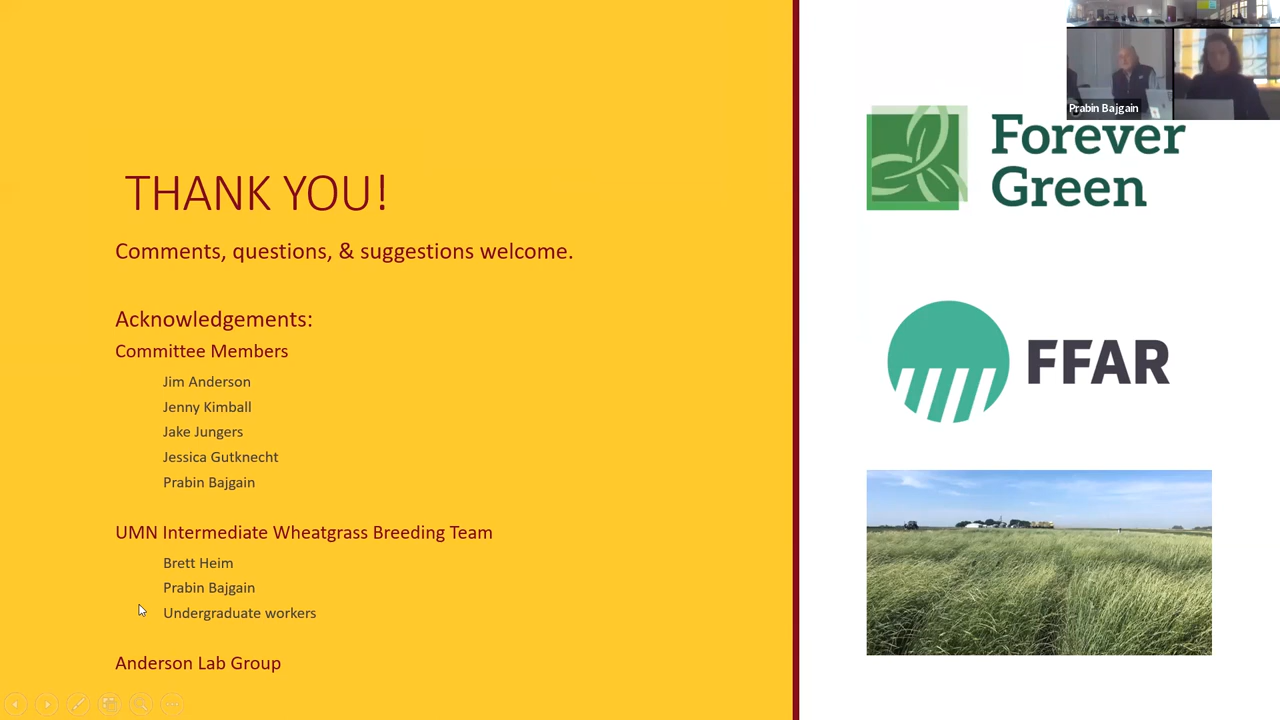 Prabin Bajgain
Forever
Green
THANK YOU!
Comments, questions, & suggestions welcome.
Acknowledgements:
Committee Members
Jim Anderson
Jenny Kimball
Jake Jungers
Jessica Gutknecht
Prabin Bajgain
UMN Intermediate Wheatgrass Breeding Team
Brett Heim
Prabin Bajgain
Undergraduate workers
Anderson Lab Group
FFAR